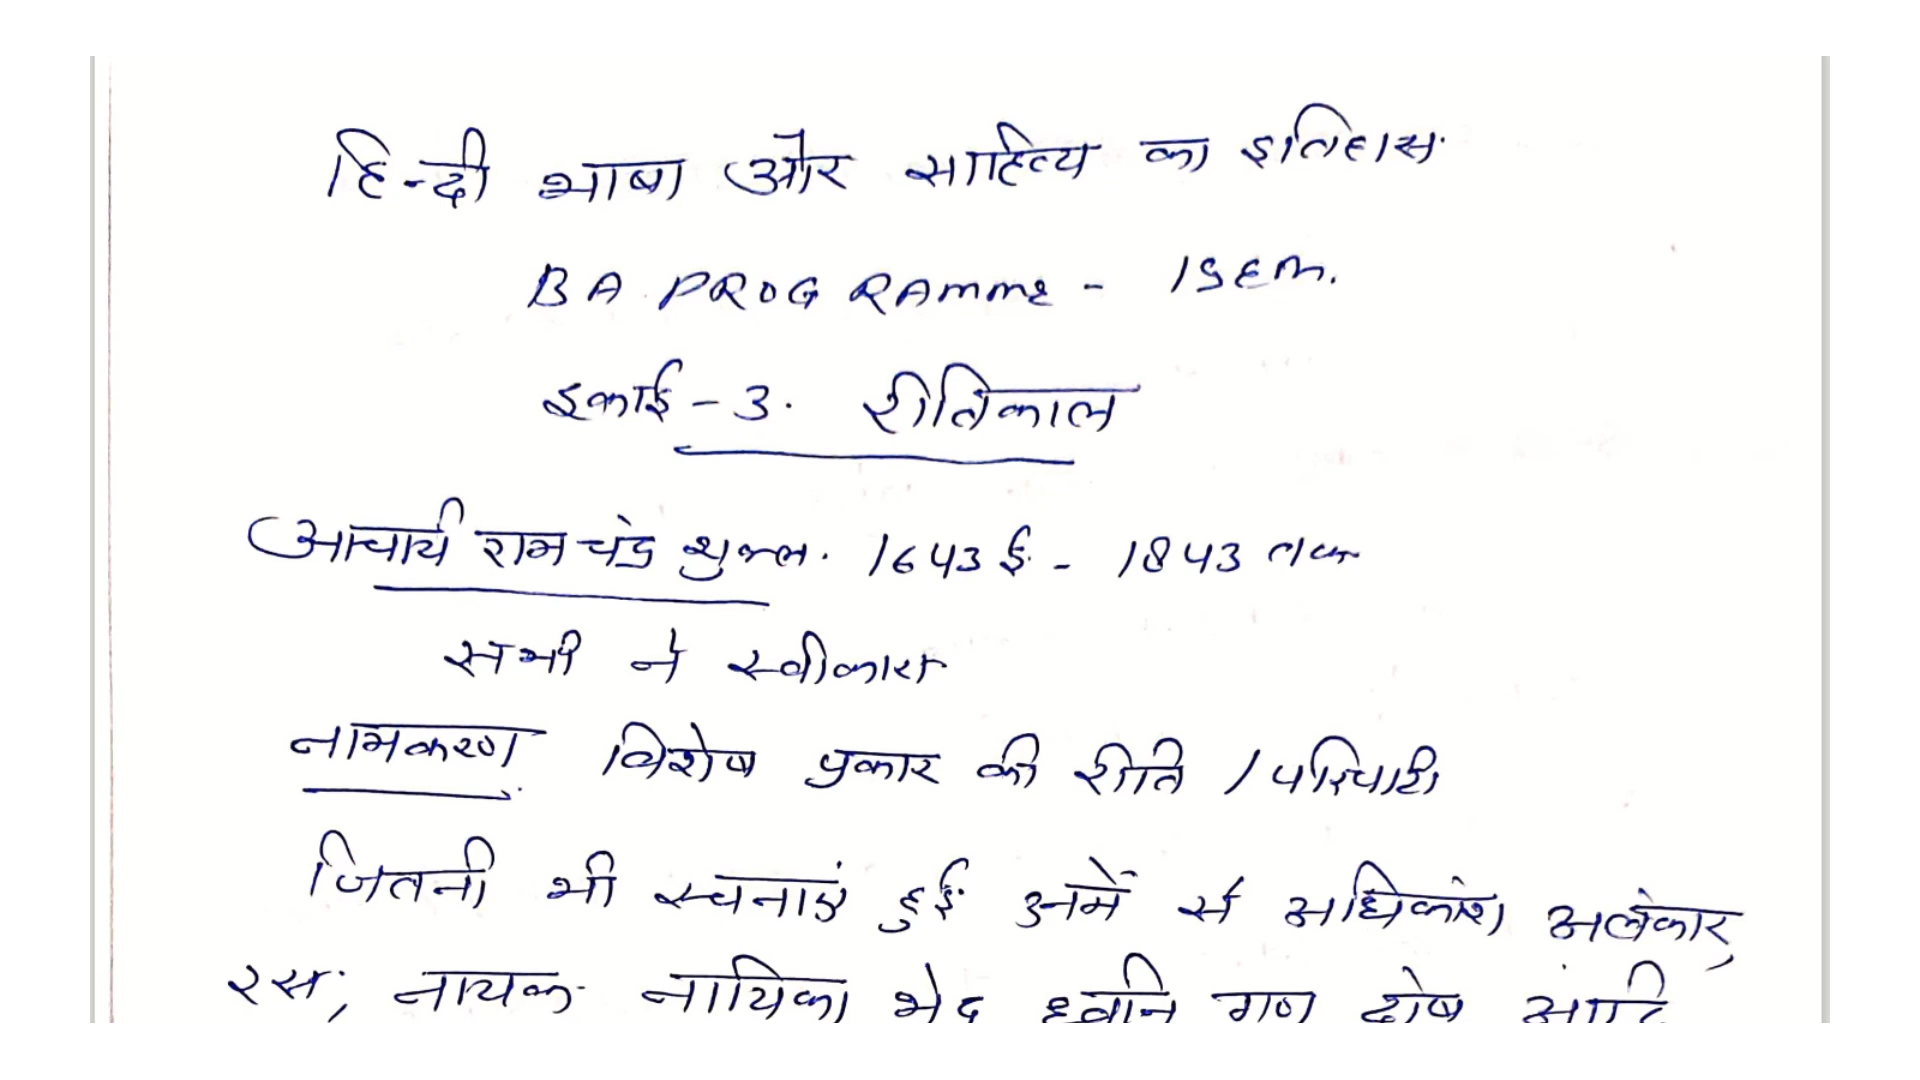 हिन्दी भाषा और साहित्य का इतिहास.
BA PROGRAMME - I SEM.
इकाई - 3. रीतिकाल
आचार्य रामचंद्र शुक्ल. 1643 ई. - 1843 तक
सभी ने स्वीकारा
नामकरण. विशेष प्रकार की रीति / परिपाटी
जितनी भी रचनाएं हुई उनमें से अधिकांश अलंकार,
रस, नायक नायिका भेद ध्वनि गुण दोष आदि